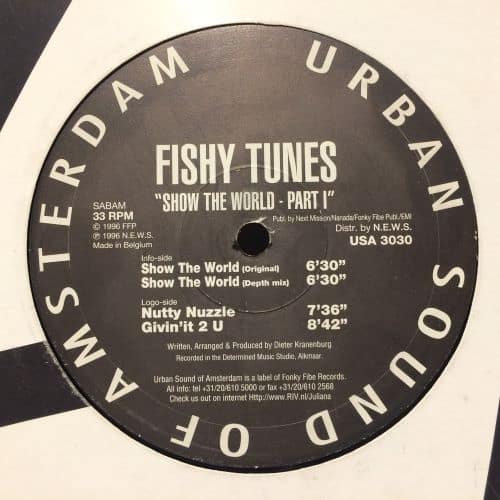 URBAN SOUND OF AMSTERDAM
FISHY TUNES
"SHOW THE WORLD - PART I"
Publ. by Next Mission/Narada/Fonky Fibe Publ./EMI
SABAM
33 RPM
Distr. by N.E.W.S.
℗ 1996 FFP
USA 3030
© 1996 N.E.W.S.
Made in Belgium
Info-side
Show The World (Original) 6'30"
Show The World (Depth mix) 6'30"
Logo-side
Nutty Nuzzle 7'36"
Givin'it 2 U 8'42"
Written, Arranged & Produced by Dieter Kranenburg
Recorded in the Determined Music Studio, Alkmaar.
Urban Sound of Amsterdam is a label of Fonky Fibe Records.
All info: tel +31/20/610 5000 or fax +31/20/610 2568
Check us out on internet Http://www.RIV.nl/Juliana